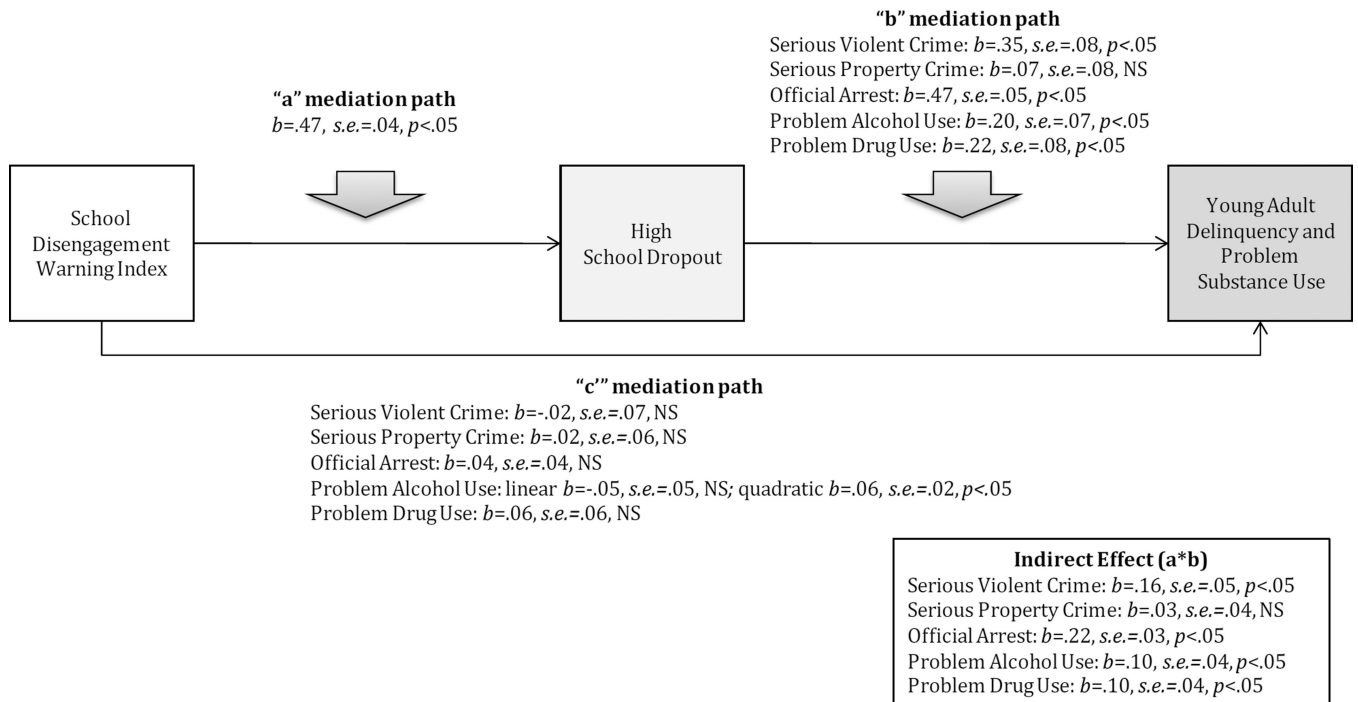 “b” mediation path
Serious Violent Crime: b=.35, s.e.=.08, p<.05
Serious Property Crime: b=.07, s.e.=.08, NS
Official Arrest: b=.47, s.e.=.05, p<.05
Problem Alcohol Use: b=.20, s.e.=.07, p<.05
Problem Drug Use: b=.22, s.e.=.08, p<.05
“a” mediation path
b=.47, s.e.=.04, p<.05
School
Disengagement
Warning Index
High
School Dropout
Young Adult
Delinquency and
Problem
Substance Use
“c’” mediation path
Serious Violent Crime: b=-.02, s.e.=.07, NS
Serious Property Crime: b=.02, s.e.=.06, NS
Official Arrest: b=.04, s.e.=.04, NS
Problem Alcohol Use: linear b=-.05, s.e.=.05, NS; quadratic b=.06, s.e.=.02, p<.05
Problem Drug Use: b=.06, s.e.=.06, NS
Indirect Effect (a*b)
Serious Violent Crime: b=.16, s.e.=.05, p<.05
Serious Property Crime: b=.03, s.e.=.04, NS
Official Arrest: b=.22, s.e.=.03, p<.05
Problem Alcohol Use: b=.10, s.e.=.04, p<.05
Problem Drug Use: b=.10, s.e.=.04, p<.05